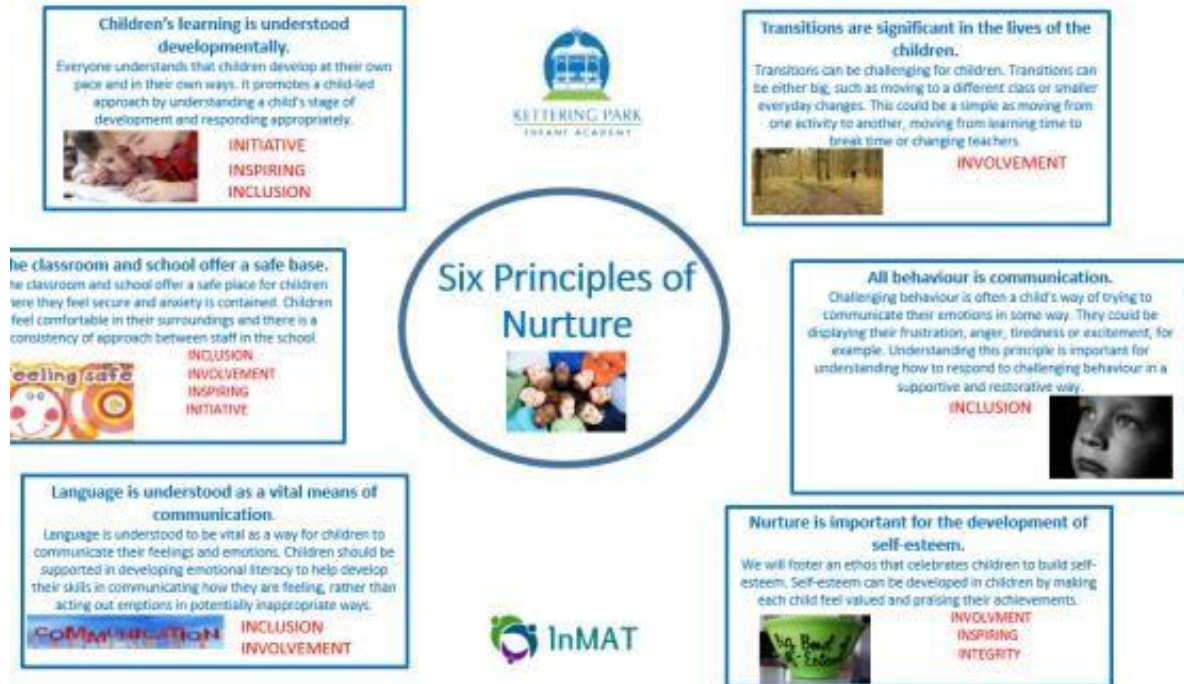 Children's learning is understood
developmentally.
Everyone understands that children develop at their own
pace and in their own ways. It promotes a child-led
approach by understanding a child's stage of
development and responding appropriately.
INITIATIVE
INSPIRING
INCLUSION
KETTERING PARK
INFANT ACADEMY
Transitions are significant in the lives of the
children.
Transitions can be challenging for children. Transitions can
be either big, such as moving to a different class or smaller
everyday changes. This could be a simple as moving from
one activity to another, moving from learning time to
break time or changing teachers.
INVOLVEMENT
he classroom and school offer a safe base.
he classroom and school offer a safe place for children
ere they feel secure and anxiety is contained. Children
feel comfortable in their surroundings and there is a
consistency of approach between staff in the school.
INCLUSION
INVOLVEMENT
INSPIRING
INITIATIVE
feeling safe
Six Principles of
Nurture
All behaviour is communication.
Challenging behaviour is often a child's way of trying to
communicate their emotions in some way. They could be
displaying their frustration, anger, tiredness or excitement, for
example. Understanding this principle is important for
understanding how to respond to challenging behaviour in a
supportive and restorative way.
INCLUSION
Language is understood as a vital means of
communication.
Language is understood to be vital as a way for children to
communicate their feelings and emotions. Children should be
supported in developing emotional literacy to help develop
their skills in communicating how they are feeling, rather than
acting out emptions in potentially inappropriate ways.
COMMUNICATION
INCLUSION
INVOLVEMENT
InMAT
Nurture is important for the development of
self-esteem.
We will footer an ethos that celebrates children to build self-
esteem. Self-esteem can be developed in children by making
each child feel valued and praising their achievements.
INVOLVMENT
INSPIRING
INTEGRITY
Big Bowl of